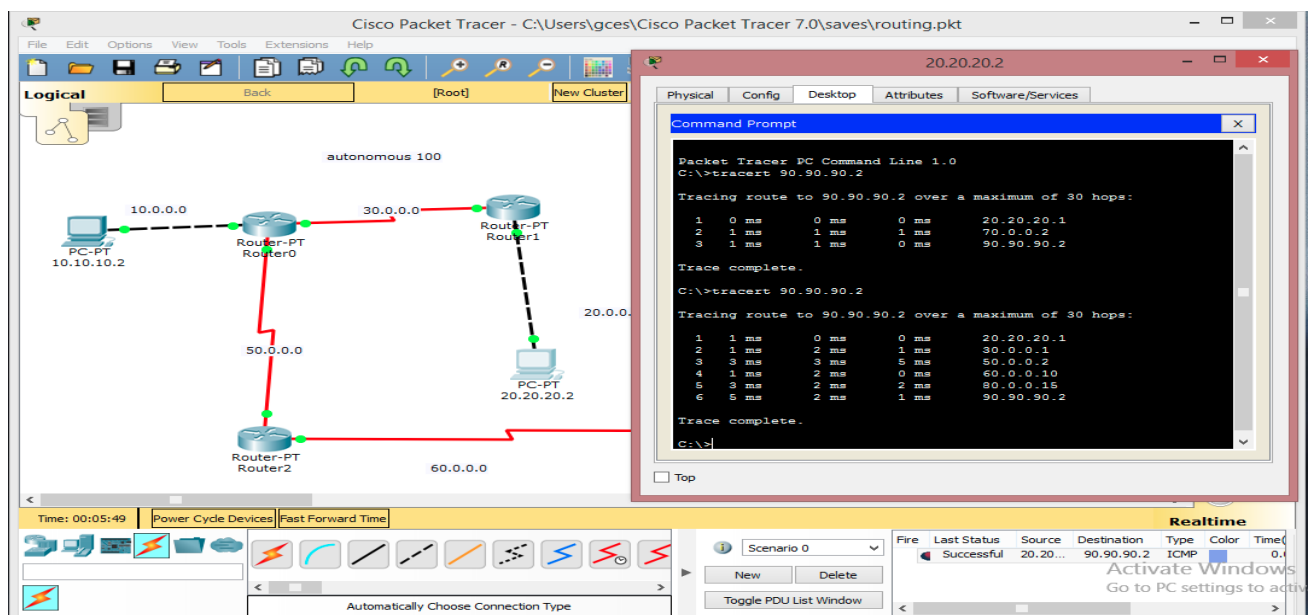 Cisco Packet Tracer - C:\Users\gces\Cisco Packet Tracer 7.0\saves\routing.pkt
File Edit Options View Tools Extensions Help
Logical
Back
[Root]
New Cluster
autonomous 100
10.0.0.0
30.0.0.0
Router-PT
Router0
Router-PT
Router1
PC-PT
10.10.10.2
20.0.0.
50.0.0.0
PC-PT
20.20.20.2
Router-PT
Router2
60.0.0.0
20.20.20.2
Physical Config Desktop Attributes Software/Services
Command Prompt
X
Packet Tracer PC Command Line 1.0
C:\>tracert 90.90.90.2
Tracing route to 90.90.90.2 over a maximum of 30 hops:
1 0 ms 0 ms 0 ms 20.20.20.1
2 1 ms 1 ms 1 ms 70.0.0.2
3 1 ms 1 ms 0 ms 90.90.90.2
Trace complete.
C:\>tracert 90.90.90.2
Tracing route to 90.90.90.2 over a maximum of 30 hops:
1 1 ms 0 ms 0 ms 20.20.20.1
2 1 ms 2 ms 1 ms 30.0.0.1
3 3 ms 3 ms 5 ms 50.0.0.2
4 1 ms 2 ms 0 ms 60.0.0.10
5 3 ms 2 ms 2 ms 80.0.0.15
6 5 ms 2 ms 1 ms 90.90.90.2
Trace complete.
C:\>
Top
Time: 00:05:49 Power Cycle Devices Fast Forward Time
Realtime
Scenario 0
New Delete
Toggle PDU List Window
Fire Last Status Source Destination Type Color Time(
Successful 20.20... 90.90.90.2 ICMP 0.
Activate Windows
Go to PC settings to activ
Automatically Choose Connection Type